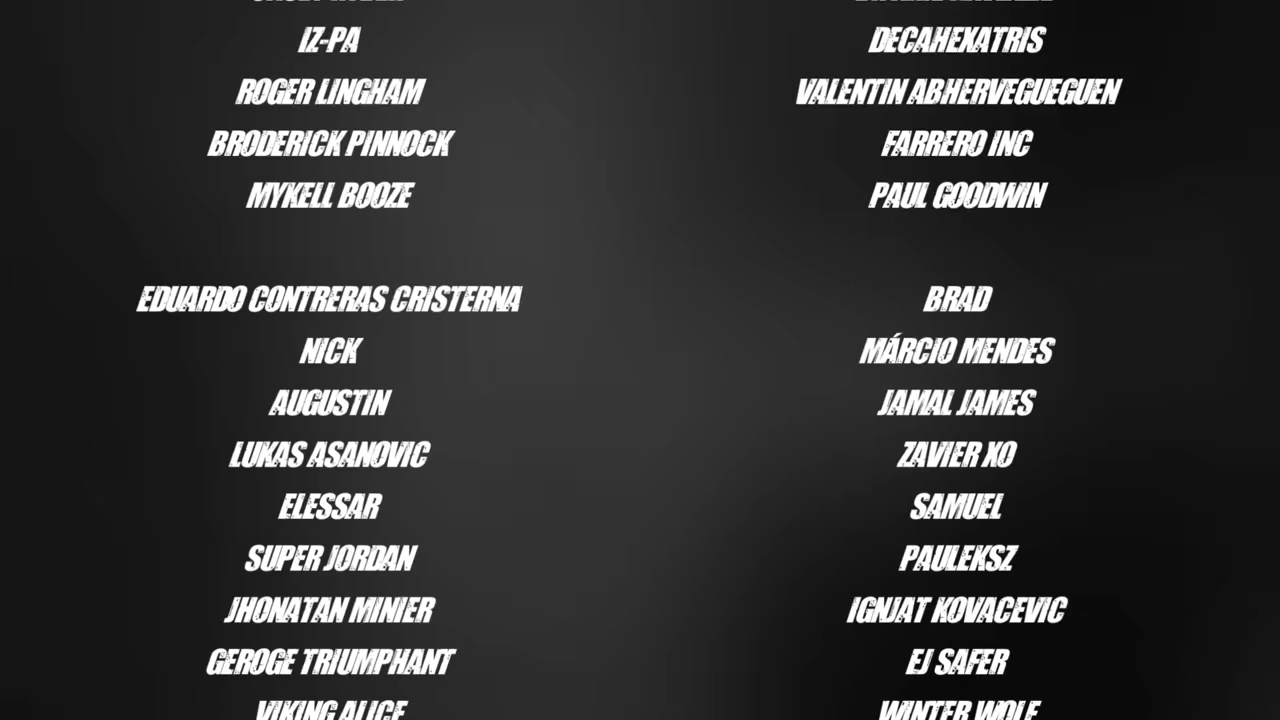 IZ-PA
DECAHEXATRIS
ROGER LINGHAM
VALENTIN ABHERVEGUEGUEN
BRODERICK PINNOCK
FARRERO INC
MYKELL BOOZE
PAUL GOODWIN
EDUARDO CONTRERAS CRISTERNA
BRAD
NICK
MÁRCIO MENDES
AUGUSTIN
JAMAL JAMES
LUKAS ASANOVIC
ZAVIER XO
ELESSAR
SAMUEL
SUPER JORDAN
PAULEKSZ
JHONATAN MINIER
IGNJAT KOVACEVIC
GEROGE TRIUMPHANT
EJ SAFER
VIKING ALICE
WINTER WOLF